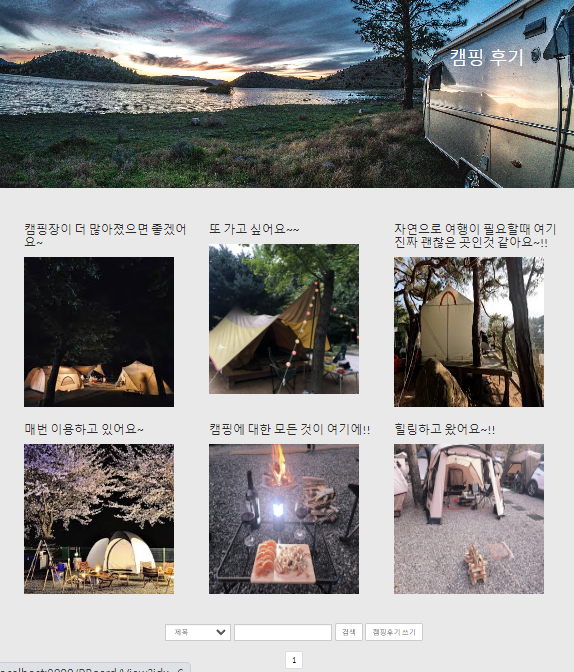 캠핑 후기
캠핑장이 더 많아졌으면 좋겠어
요~
또 가고 싶어요~~
자연으로 여행이 필요할때 여기
진짜 괜찮은 곳인것 같아요~!!
매번 이용하고 있어요~
캠핑에 대한 모든 것이 여기에!!
힐링하고 왔어요~!!
제목 검색 캠핑후기 쓰기
1